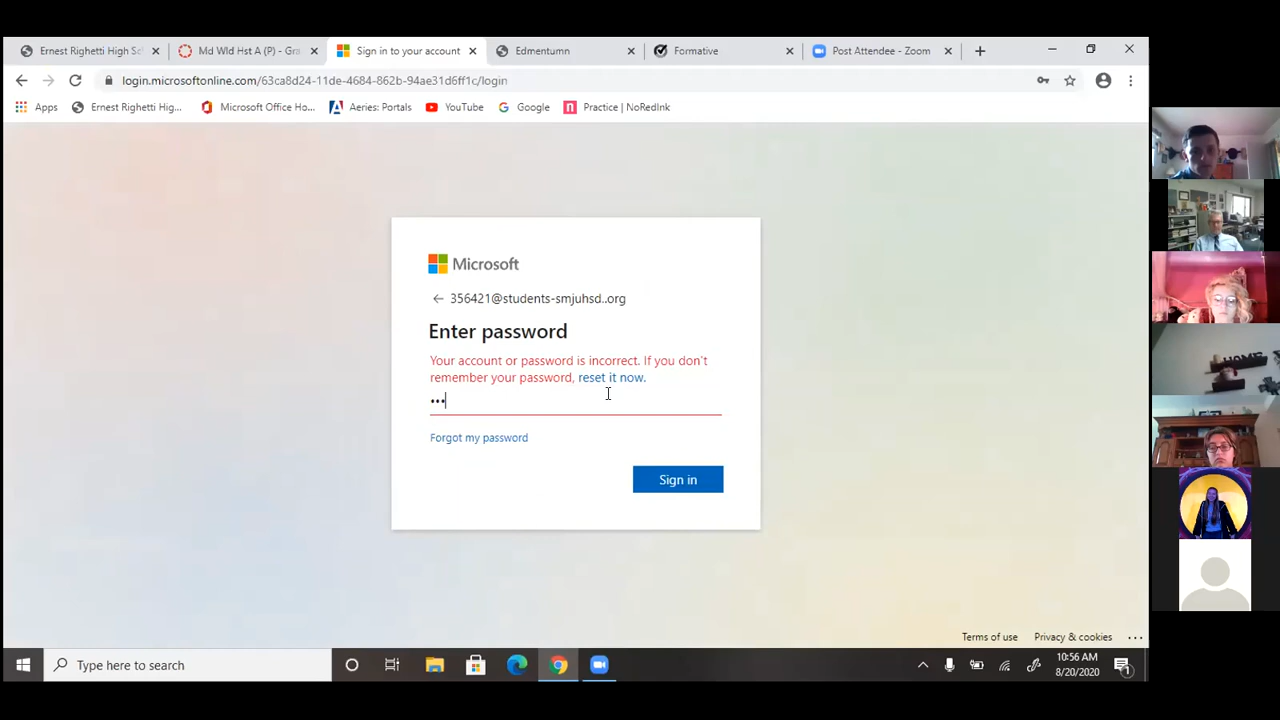 Ernest Righetti High Sc
Md Wld Hst A (P) - Gra
Sign in to your account
Edmentumn
Formative
Post Attendee - Zoom
login.microsoftonline.com/63ca8d24-11de-4684-862b-94ae31d6ff1c/login
Apps
Ernest Righetti Hig...
Microsoft Office Ho...
Aeries: Portals
YouTube
Google
Practice | NoRedInk
Microsoft
356421@students-smjuhsd..org
Enter password
Your account or password is incorrect. If you don't
remember your password, reset it now.
Forgot my password
Sign in
Terms of use
Privacy & cookies
...
Type here to search
10:56 AM
8/20/2020
1
HOME